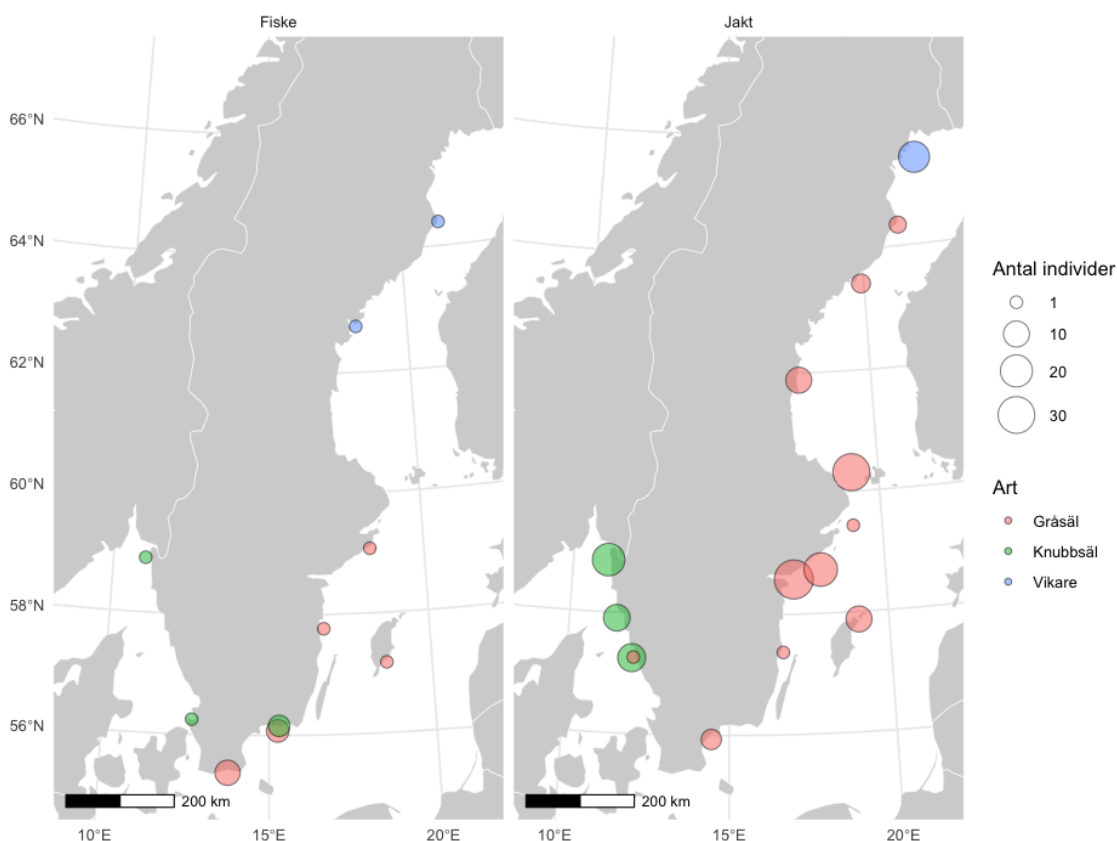 Fiske
Jakt
66°N
64°N
62°N
60°N
58°N
56°N
200 km
200 km
10°E
15°E
20°E
10°E
15°E
20°E
Antal individer
1
10
20
30
Art
Gråsäl
Knubbsäl
Vikare